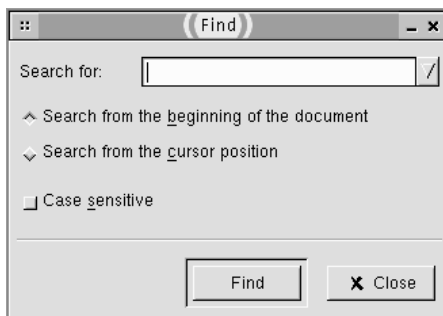 Find
Search for:
Search from the beginning of the document
Search from the cursor position
Case sensitive
Find
Close